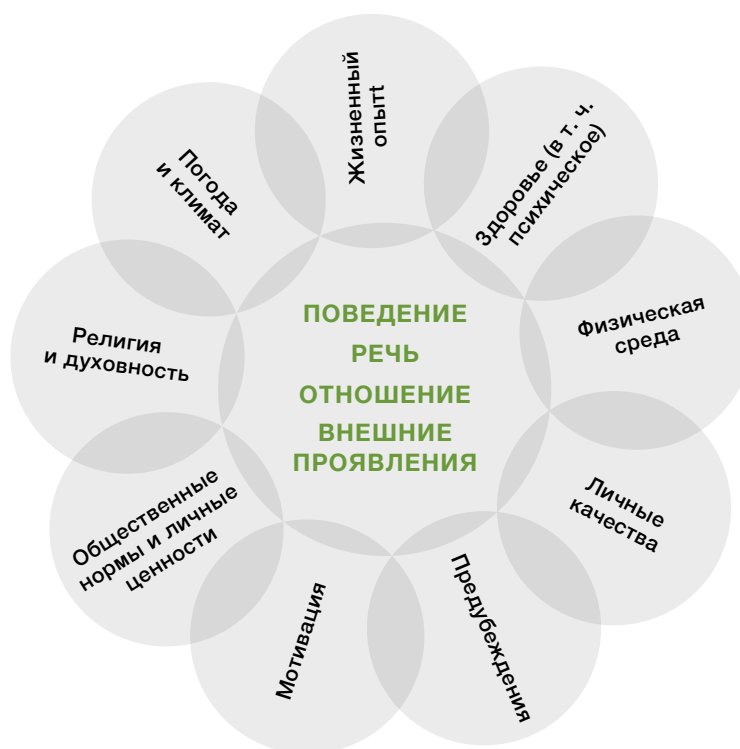 Жизненный
опытt
Здоровье (в т. ч.
психическое)
Физическая
среда
Личные
качества
Предубеждения
Мотивация
Общественные
нормы и личные
ценности
Религия
и духовность
Погода
и климат
ПОВЕДЕНИЕ
РЕЧЬ
ОТНОШЕНИЕ
ВНЕШНИЕ
ПРОЯВЛЕНИЯ